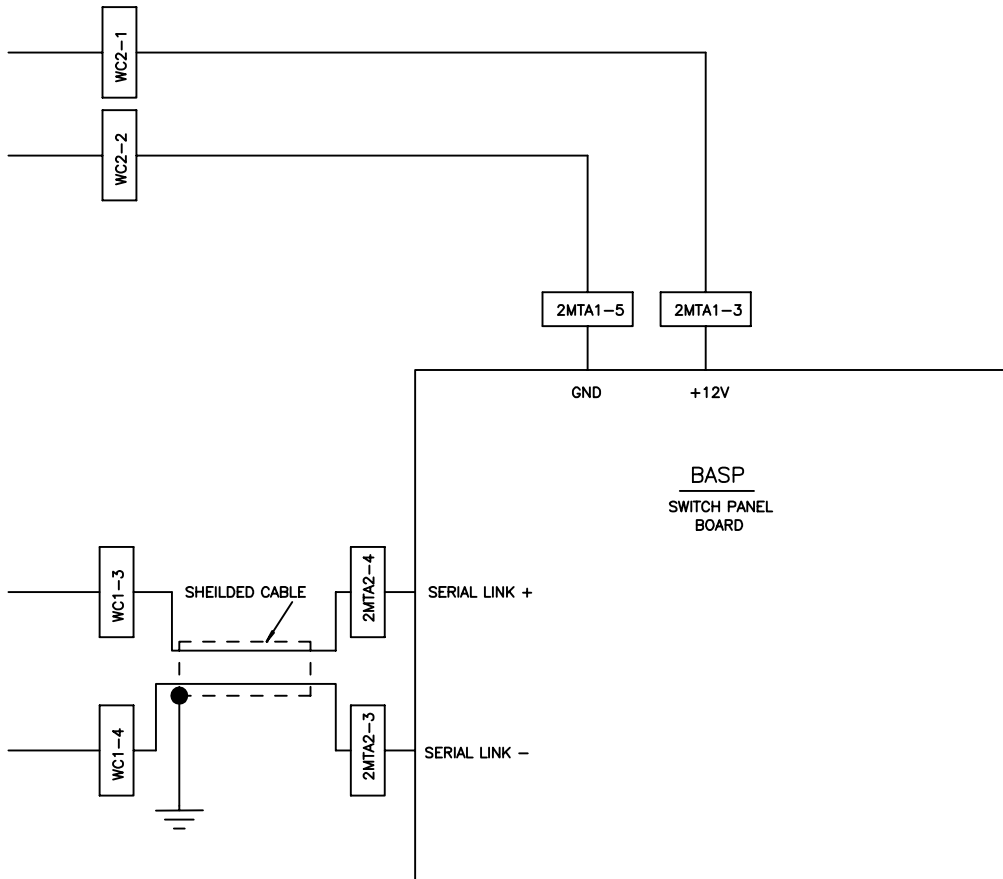 WC2-1
WC2-2
2MTA1-5
2MTA1-3
GND
+12V
BASP
SWITCH PANEL
BOARD
WC1-3
SHEILDED CABLE
2MTA2-4
SERIAL LINK +
WC1-4
2MTA2-3
SERIAL LINK -